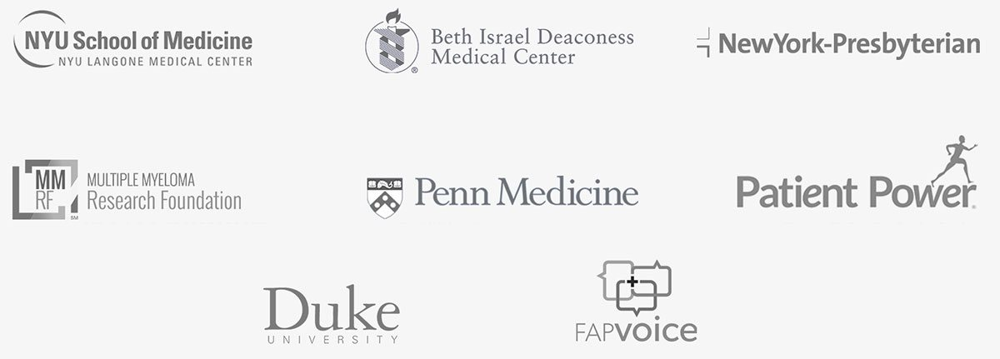 NYU School of Medicine
NYU LANGONE MEDICAL CENTER
Beth Israel Deaconess
Medical Center
®
NewYork-Presbyterian
MM
RF
SM
MULTIPLE MYELOMA
Research Foundation
Penn Medicine
Patient Power®
Duke
UNIVERSITY
FAPVOICE